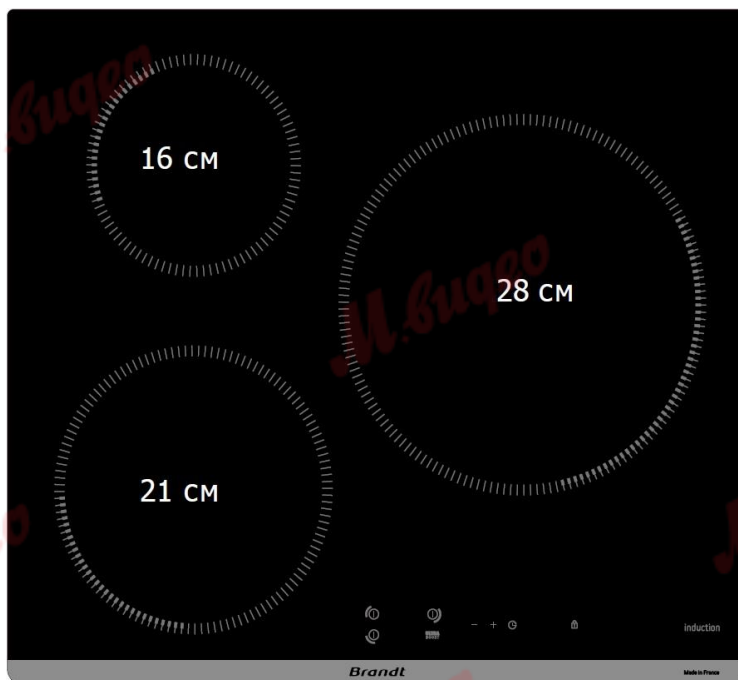 М.видео
16 см
М.видео
28 см
21 см
- +
induction
Brandt
Made in France